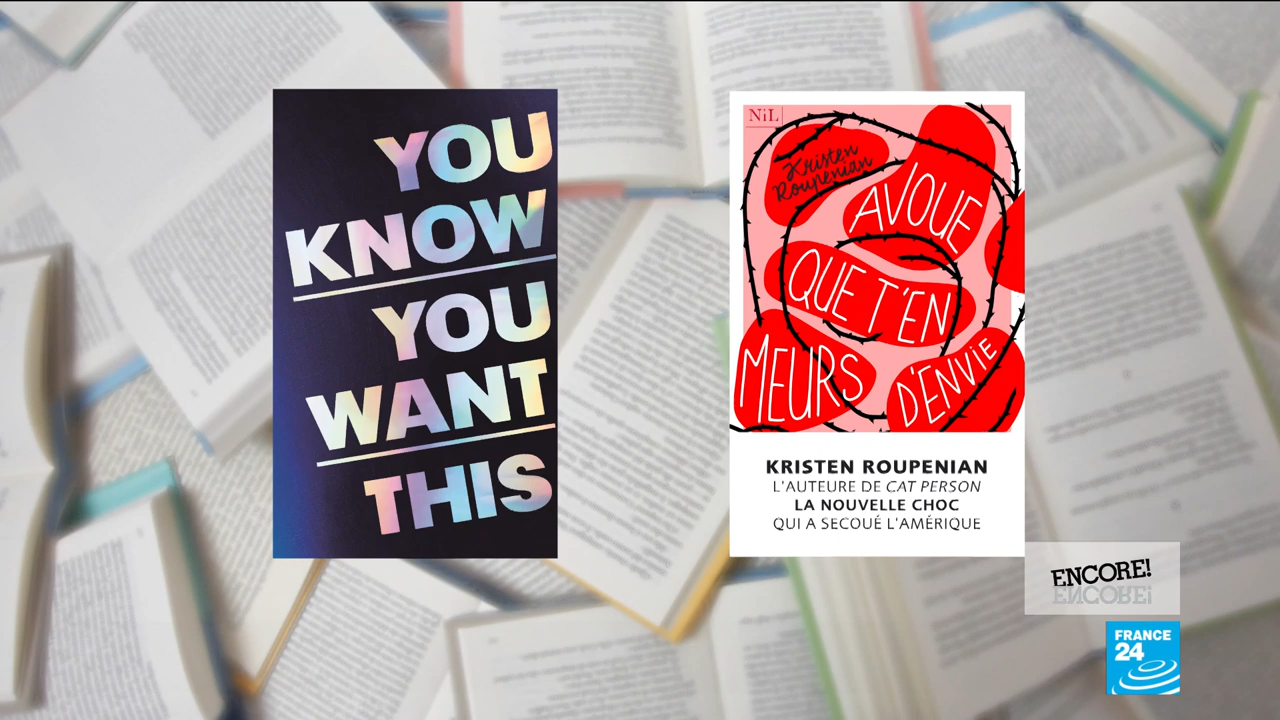 YOU
KNOW
YOU
WANT
THIS
NiL
Kristen
Roupenian
AVOUE
QUE T'EN
MEURS
D'ENVIE
KRISTEN ROUPENIAN
L'AUTEURE DE CAT PERSON
LA NOUVELLE CHOC
QUI A SECOUÉ L'AMÉRIQUE
ENCORE!
FRANCE
24